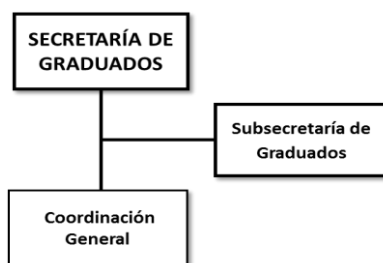 SECRETARÍA DE
GRADUADOS
Subsecretaría de
Graduados
Coordinación
General